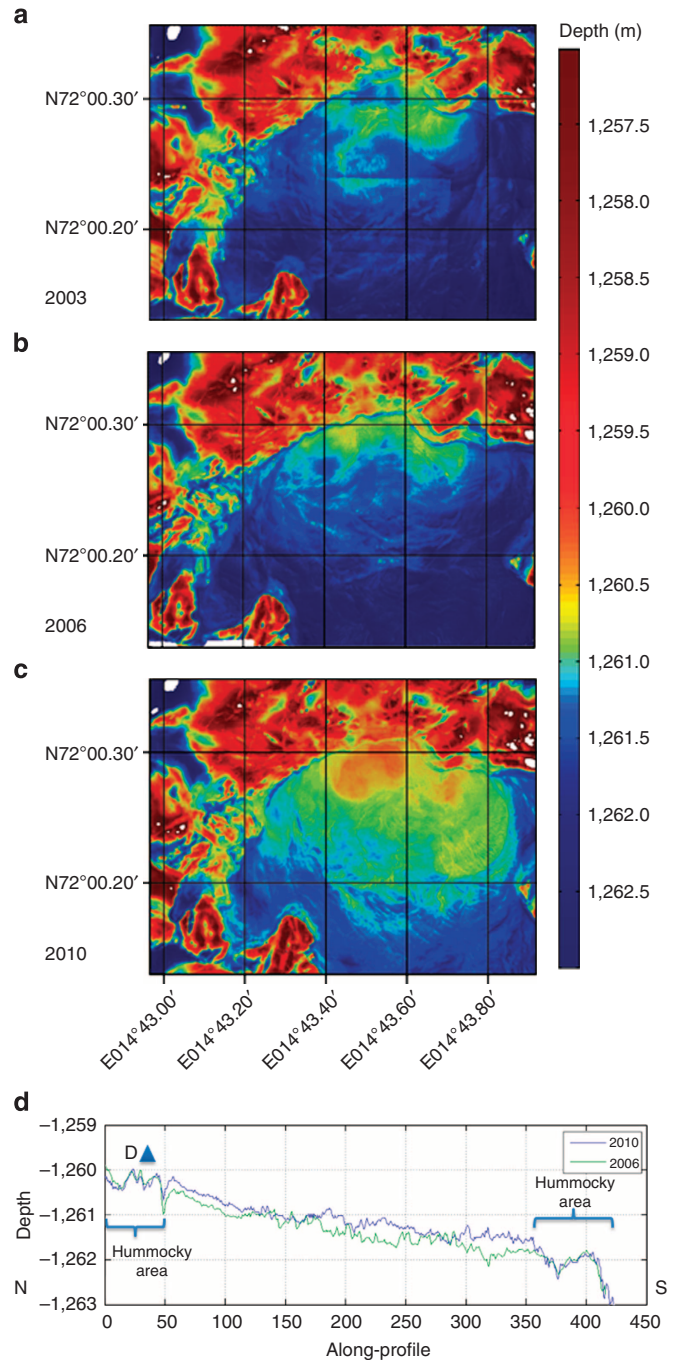 a
Depth (m)
N72°00.30′
N72°00.20′
2003
1,257.5
1,258.0
1,258.5
1,259.0
1,259.5
1,260.0
1,260.5
1,261.0
1,261.5
1,262.0
1,262.5
b
N72°00.30′
N72°00.20′
2006
c
N72°00.30′
N72°00.20′
2010
E014°43.00′
E014°43.20′
E014°43.40′
E014°43.60′
E014°43.80′
d
−1,259
−1,260
−1,261
−1,262
−1,263
Depth
D
2010
2006
Hummocky
area
Hummocky
area
N
S
0
50
100
150
200
250
300
350
400
450
Along-profile